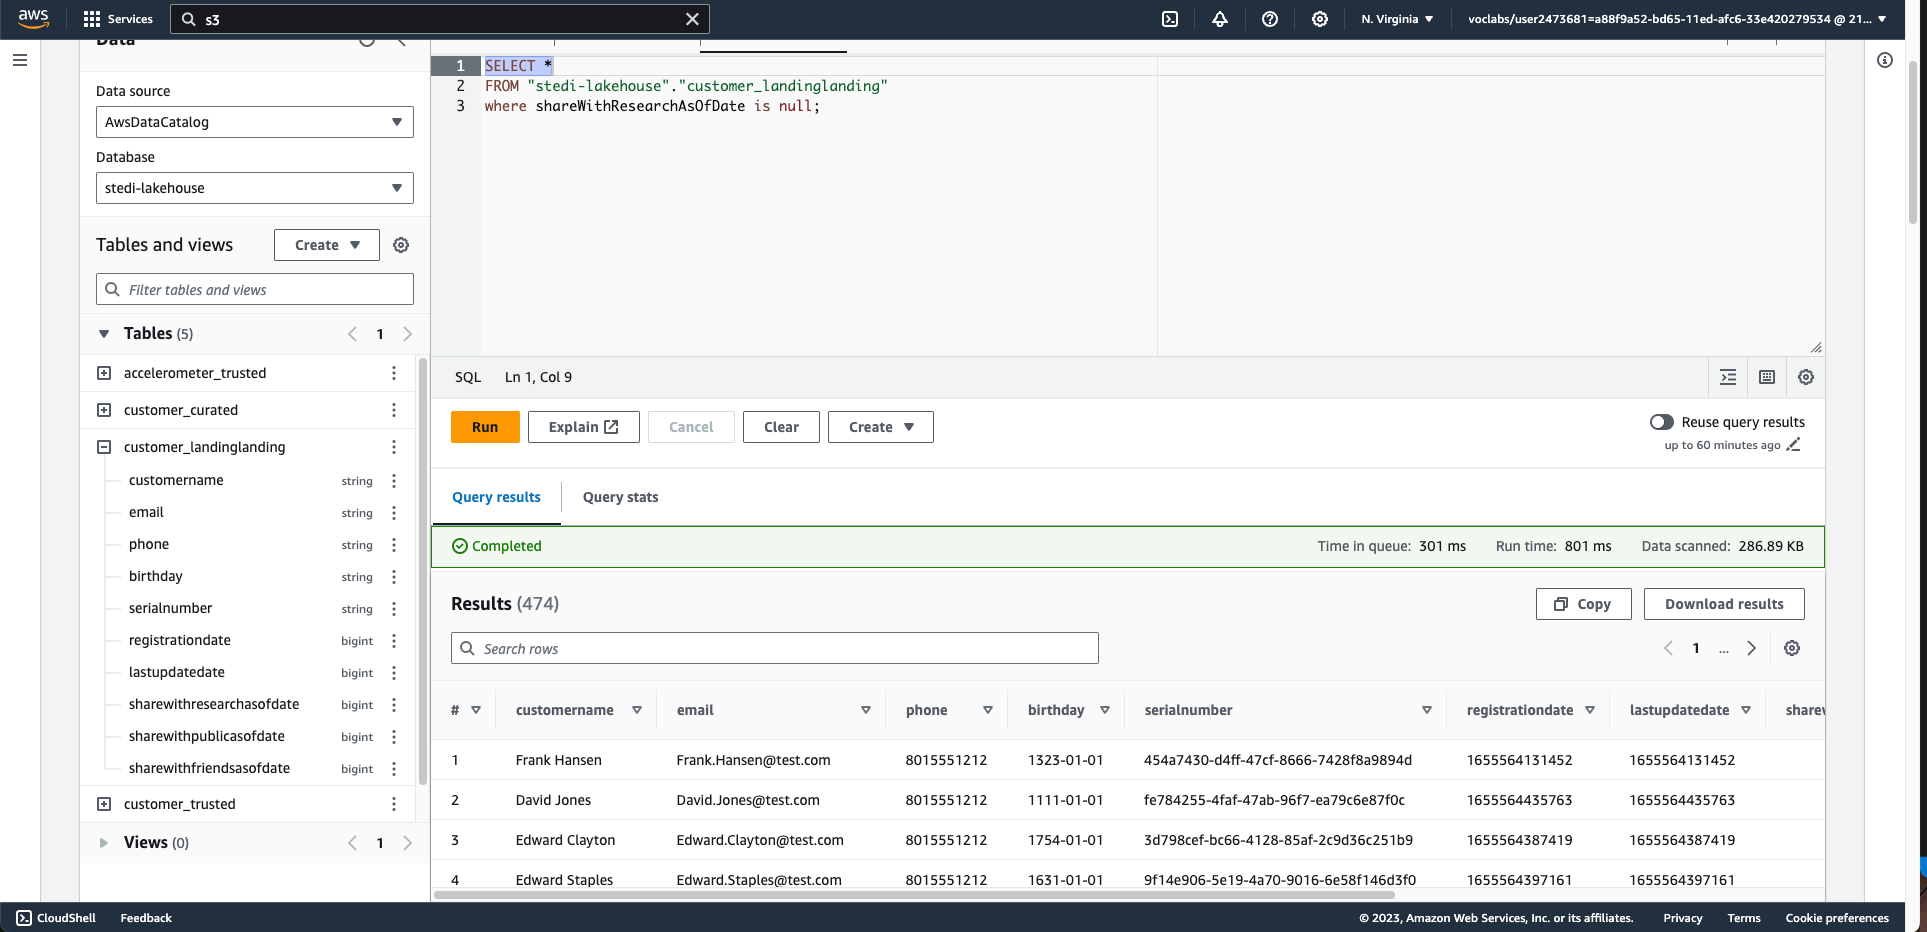 aws
Services
s3
N. Virginia
voclabs/user2473681=a88f9a52-bd65-11ed-afc6-33e420279534 @ 21...
Data
Data source
AwsDataCatalog
Database
stedi-lakehouse
Tables and views
Create
Filter tables and views
Tables (5)
1
accelerometer_trusted
customer_curated
customer_landinglanding
customername string
email string
phone string
birthday string
serialnumber string
registrationdate bigint
lastupdatedate bigint
sharewithresearchasofdate bigint
sharewithpublicasofdate bigint
sharewithfriendsasofdate bigint
customer_trusted
Views (0)
1
1 SELECT *
2 FROM "stedi-lakehouse"."customer_landinglanding"
3 where shareWithResearchAsOfDate is null;
SQL Ln 1, Col 9
Run
Explain
Cancel
Clear
Create
Reuse query results
up to 60 minutes ago
Query results
Query stats
Completed
Time in queue: 301 ms Run time: 801 ms Data scanned: 286.89 KB
Results (474)
Copy
Download results
Search rows
1 ...
# customername email phone birthday serialnumber registrationdate lastupdatedate
1 Frank Hansen Frank.Hansen@test.com 8015551212 1323-01-01 454a7430-d4ff-47cf-8666-7428f8a9894d 1655564131452 1655564131452
2 David Jones David.Jones@test.com 8015551212 1111-01-01 fe784255-4faf-47ab-96f7-ea79c6e87f0c 1655564435763 1655564435763
3 Edward Clayton Edward.Clayton@test.com 8015551212 1754-01-01 3d798cef-bc66-4128-85af-2c9d36c251b9 1655564387419 1655564387419
4 Edward Staples Edward.Staples@test.com 8015551212 1631-01-01 9f14e906-5e19-4a70-9016-6e58f146d3f0 1655564397161 1655564397161
CloudShell
Feedback
© 2023, Amazon Web Services, Inc. or its affiliates.
Privacy
Terms
Cookie preferences